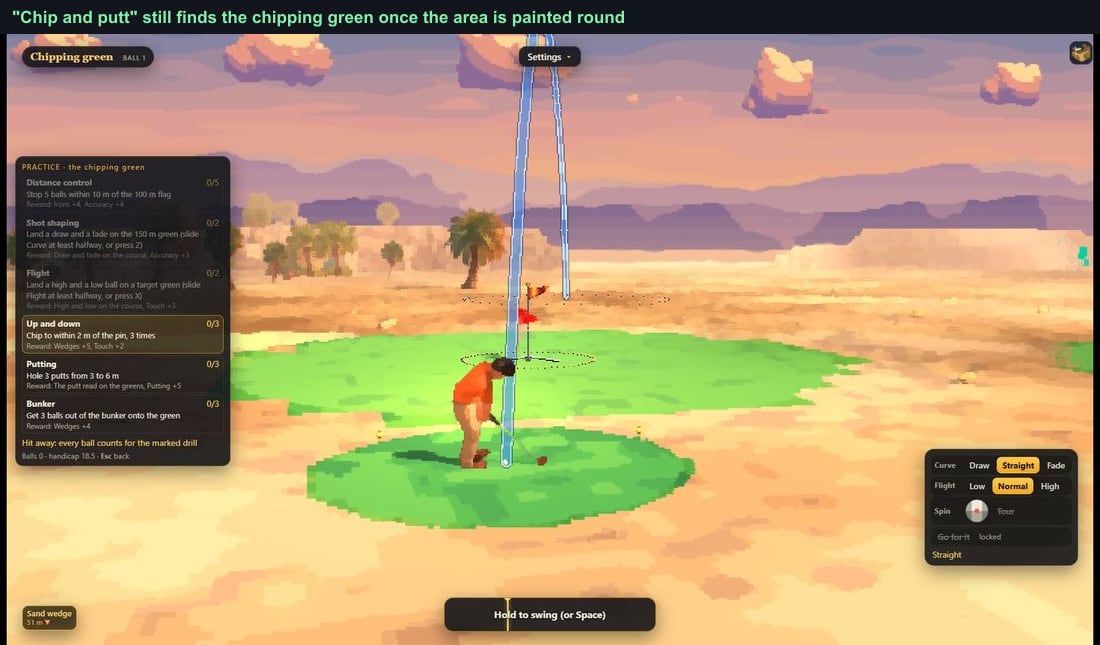 "Chip and putt" still finds the chipping green once the area is painted round
Chipping green BALL 1
Settings
PRACTICE · the chipping green
Distance control 0/5
Stop 5 balls within 10 m of the 100 m flag
Reward: Irons +4, Accuracy +4
Shot shaping 0/2
Land a draw and a fade on the 150 m green (slide
Curve at least halfway, or press Z)
Reward: Draw and fade on the course, Accuracy +3
Flight 0/2
Land a high and a low ball on a target green (slide
Flight at least halfway, or press X)
Reward: High and low on the course, Touch +3
Up and down 0/3
Chip to within 2 m of the pin, 3 times
Reward: Wedges +5, Touch +2
Putting 0/3
Hole 3 putts from 3 to 6 m
Reward: The putt read on the greens, Putting +5
Bunker 0/3
Get 3 balls out of the bunker onto the green
Reward: Wedges +4
Hit away: every ball counts for the marked drill
Balls 0 · handicap 18.5 · Esc back
Curve Draw Straight Fade
Flight Low Normal High
Spin Tour
Go for it locked
Straight
Sand wedge
51 m ▼
Hold to swing (or Space)